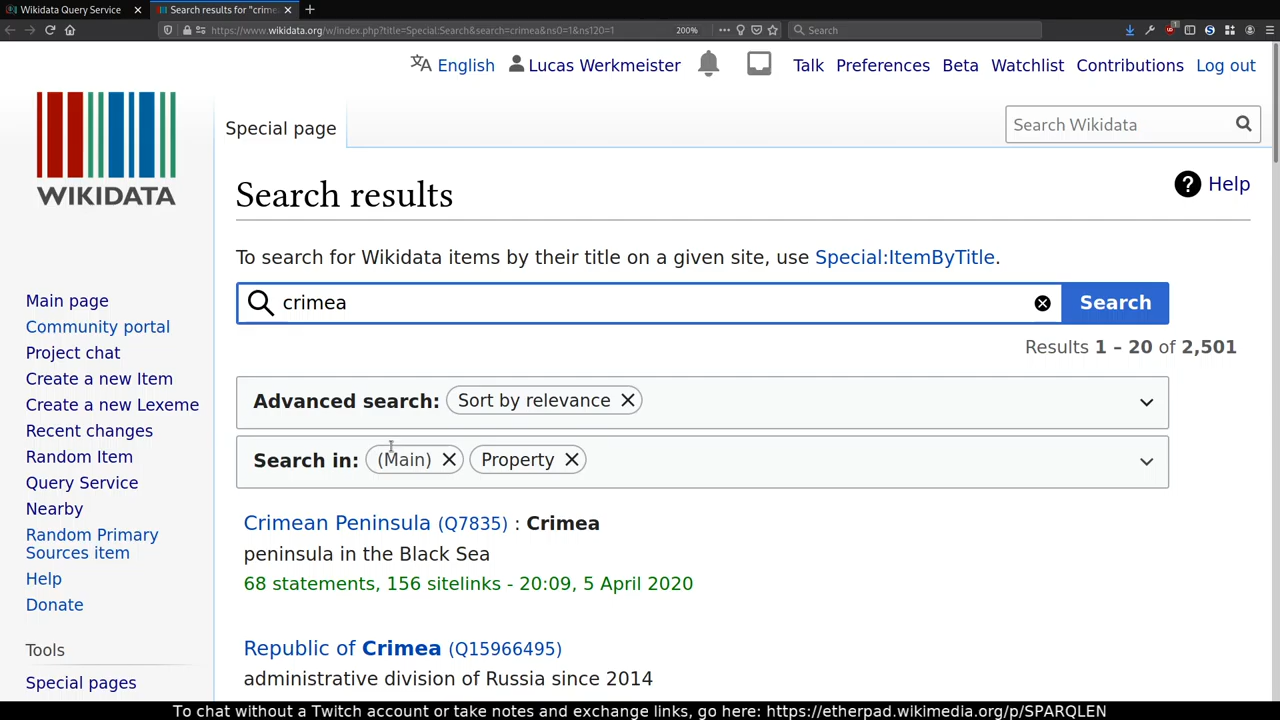 Wikidata Query Service
Search results for "crime
https://www.wikidata.org/w/index.php?title=Special:Search&search=crimea&ns0=1&ns120=1
200%
Search
English
Lucas Werkmeister
Talk
Preferences
Beta
Watchlist
Contributions
Log out
WIKIDATA
Special page
Search Wikidata
Search results
Help
To search for Wikidata items by their title on a given site, use Special:ItemByTitle.
crimea
Search
Results 1 – 20 of 2,501
Advanced search: Sort by relevance
Search in: (Main) Property
Crimean Peninsula (Q7835) : Crimea
peninsula in the Black Sea
68 statements, 156 sitelinks - 20:09, 5 April 2020
Republic of Crimea (Q15966495)
administrative division of Russia since 2014
Main page
Community portal
Project chat
Create a new Item
Create a new Lexeme
Recent changes
Random Item
Query Service
Nearby
Random Primary
Sources item
Help
Donate
Tools
Special pages
To chat without a Twitch account or take notes and exchange links, go here: https://etherpad.wikimedia.org/p/SPARQLEN